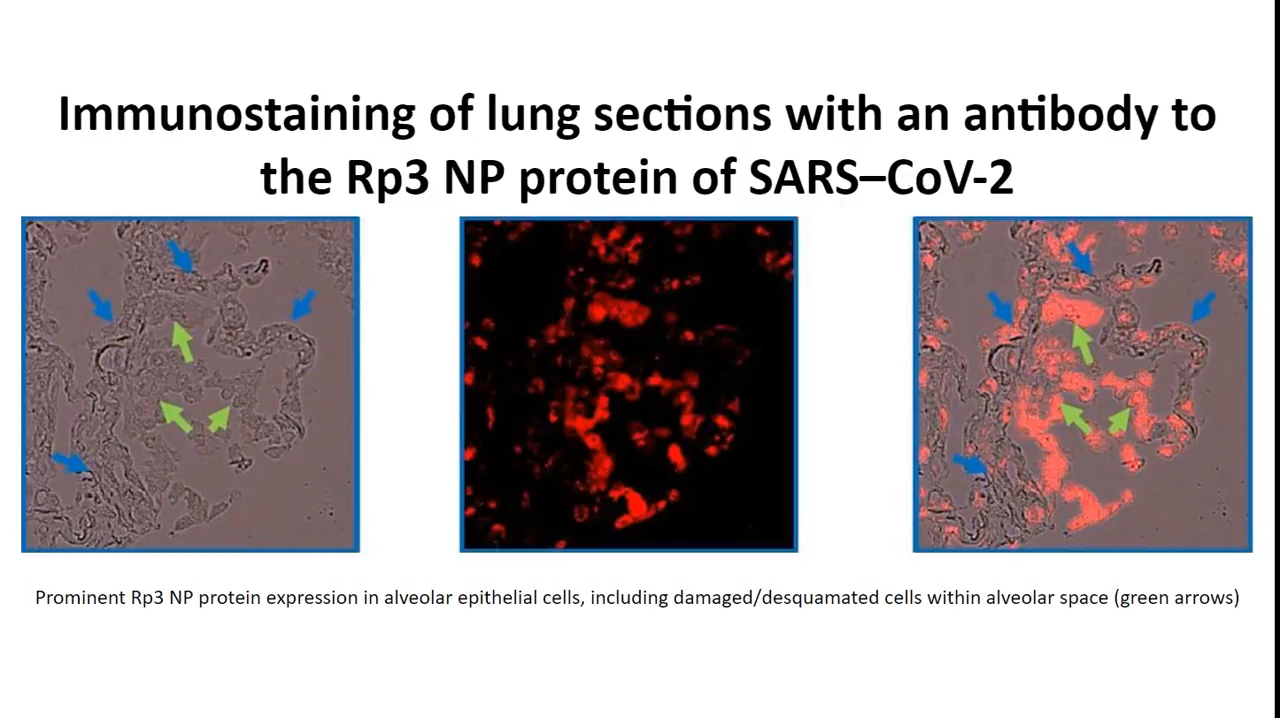 Immunostaining of lung sections with an antibody to
the Rp3 NP protein of SARS–CoV-2
Prominent Rp3 NP protein expression in alveolar epithelial cells, including damaged/desquamated cells within alveolar space (green arrows)